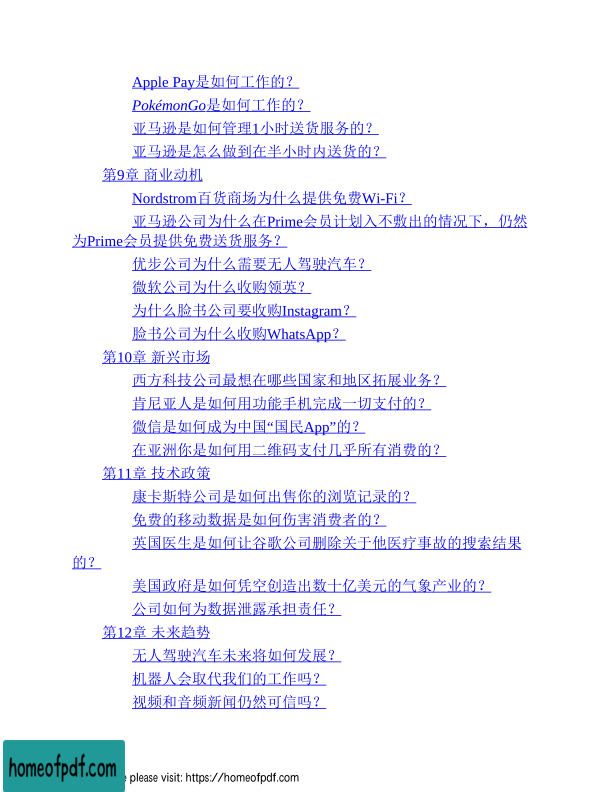 Apple Pay是如何工作的？
PokémonGo是如何工作的？
亚马逊是如何管理1小时送货服务的？
亚马逊是怎么做到在半小时内送货的？
第9章 商业动机
Nordstrom百货商场为什么提供免费Wi-Fi？
亚马逊公司为什么在Prime会员计划入不敷出的情况下，仍然
为Prime会员提供免费送货服务？
优步公司为什么需要无人驾驶汽车？
微软公司为什么收购领英？
为什么脸书公司要收购Instagram？
脸书公司为什么收购WhatsApp？
第10章 新兴市场
西方科技公司最想在哪些国家和地区拓展业务？
肯尼亚人是如何用功能手机完成一切支付的？
微信是如何成为中国“国民App”的？
在亚洲你是如何用二维码支付几乎所有消费的？
第11章 技术政策
康卡斯特公司是如何出售你的浏览记录的？
免费的移动数据是如何伤害消费者的？
英国医生是如何让谷歌公司删除关于他医疗事故的搜索结果
的？
美国政府是如何凭空创造出数十亿美元的气象产业的？
公司如何为数据泄露承担责任？
第12章 未来趋势
无人驾驶汽车未来将如何发展？
机器人会取代我们的工作吗？
视频和音频新闻仍然可信吗？
homeofpdf.com
please visit: https://homeofpdf.com